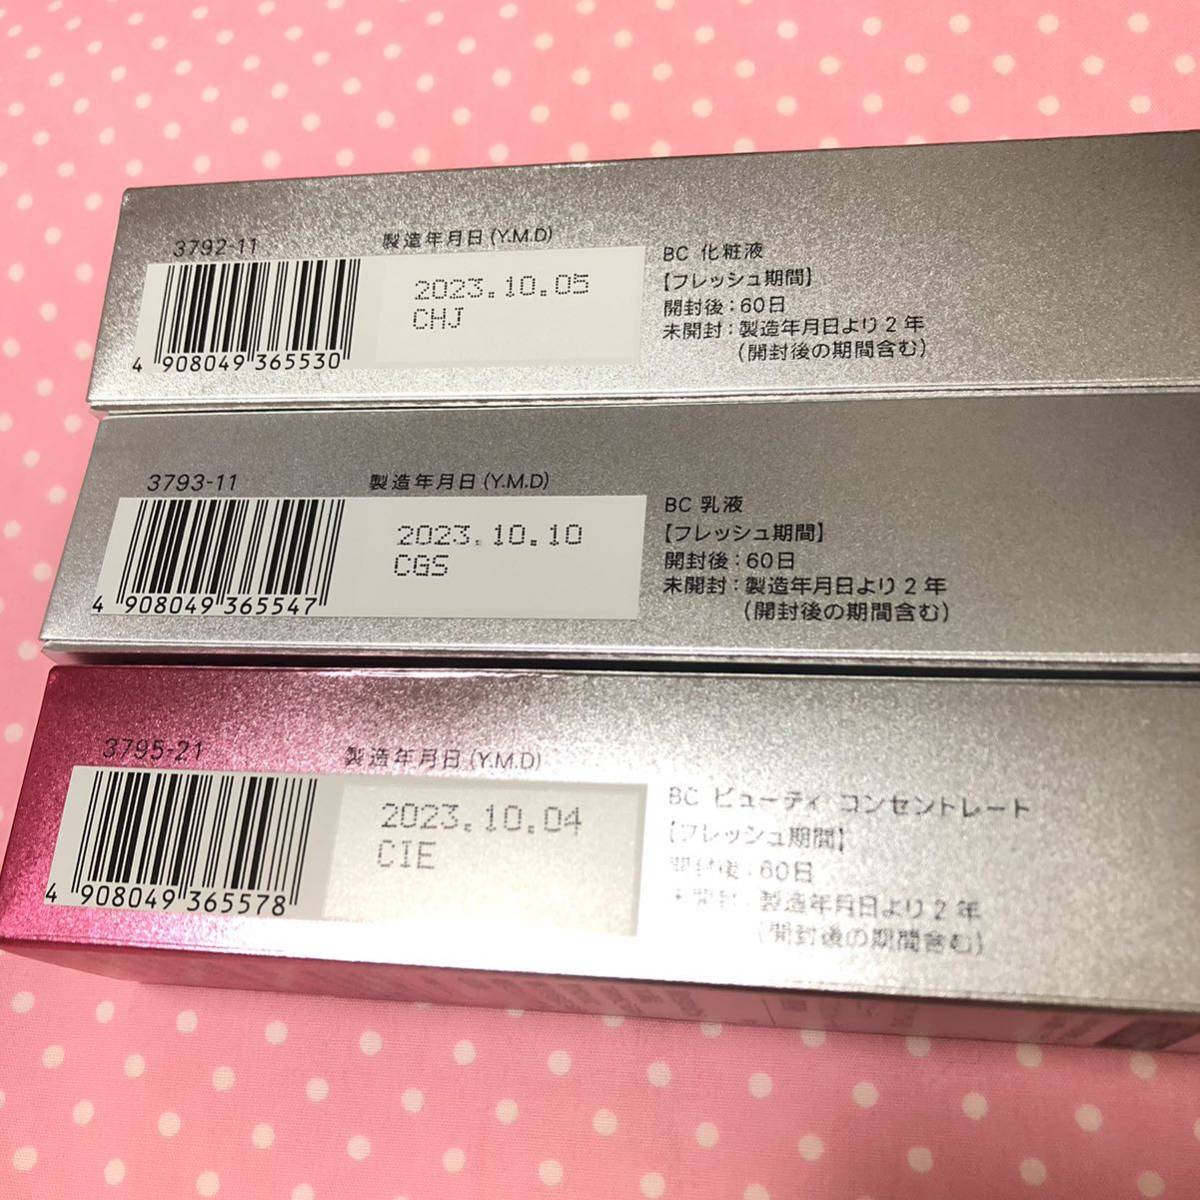 3792-11
製造年月日(Y.M.D)
2023.10.05
CHJ
4 908049 365530
BC 化粧液
【フレッシュ期間】
開封後：60日
未開封：製造年月日より2年
（開封後の期間含む）
3793-11
製造年月日(Y.M.D)
2023.10.10
CGS
4 908049 365547
BC 乳液
【フレッシュ期間】
開封後：60日
未開封：製造年月日より2年
（開封後の期間含む）
3795-21
製造年月日(Y.M.D)
2023.10.04
CIE
4 908049 365578
BC ビューティ コンセントレート
【フレッシュ期間】
開封後：60日
未開封：製造年月日より2年
（開封後の期間含む）